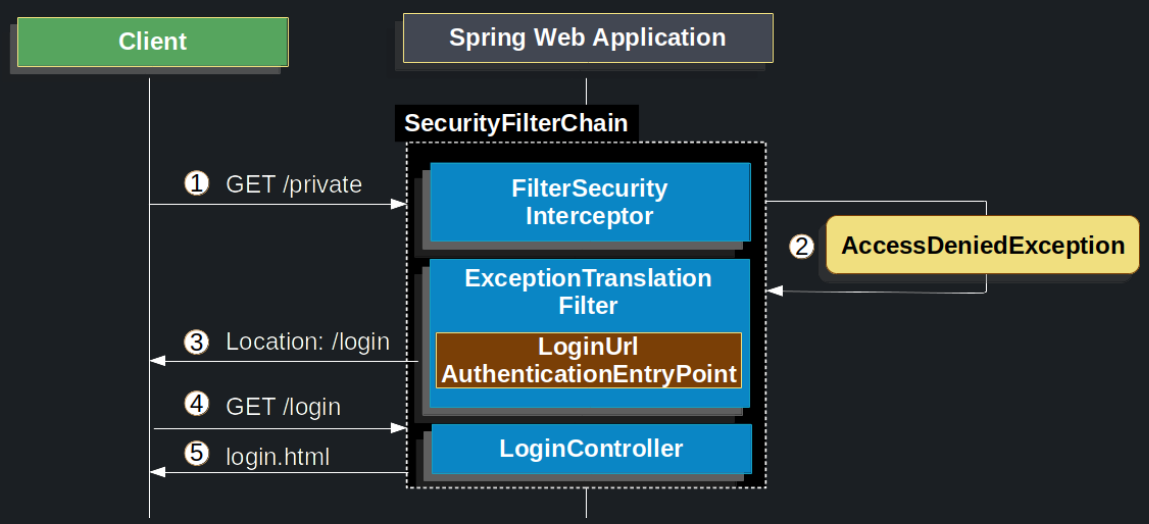 Client
Spring Web Application
SecurityFilterChain
1 GET /private
FilterSecurity
Interceptor
2 AccessDeniedException
ExceptionTranslation
Filter
3 Location: /login
LoginUrl
AuthenticationEntryPoint
4 GET /login
LoginController
5 login.html